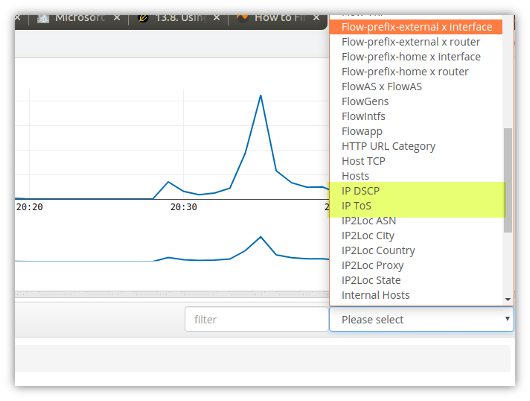 Microsoft
13.8. Usin
How to Fi
Flow-prefix-external x Interface
Flow-prefix-external x router
Flow-prefix-home x Interface
Flow-prefix-home x router
FlowAS x FlowAS
FlowGens
FlowIntfs
Flowapp
HTTP URL Category
Host TCP
Hosts
IP DSCP
IP ToS
IP2Loc ASN
IP2Loc City
IP2Loc Country
IP2Loc Proxy
IP2Loc State
Internal Hosts
20:20
20:30
filter
Please select